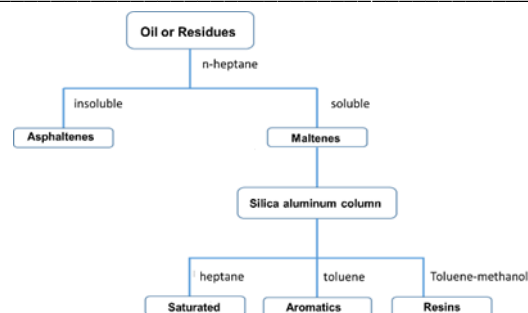 Oil or Residues
n-heptane
insoluble
soluble
Asphaltenes
Maltenes
Silica aluminum column
heptane
toluene
Toluene-methanol
Saturated
Aromatics
Resins